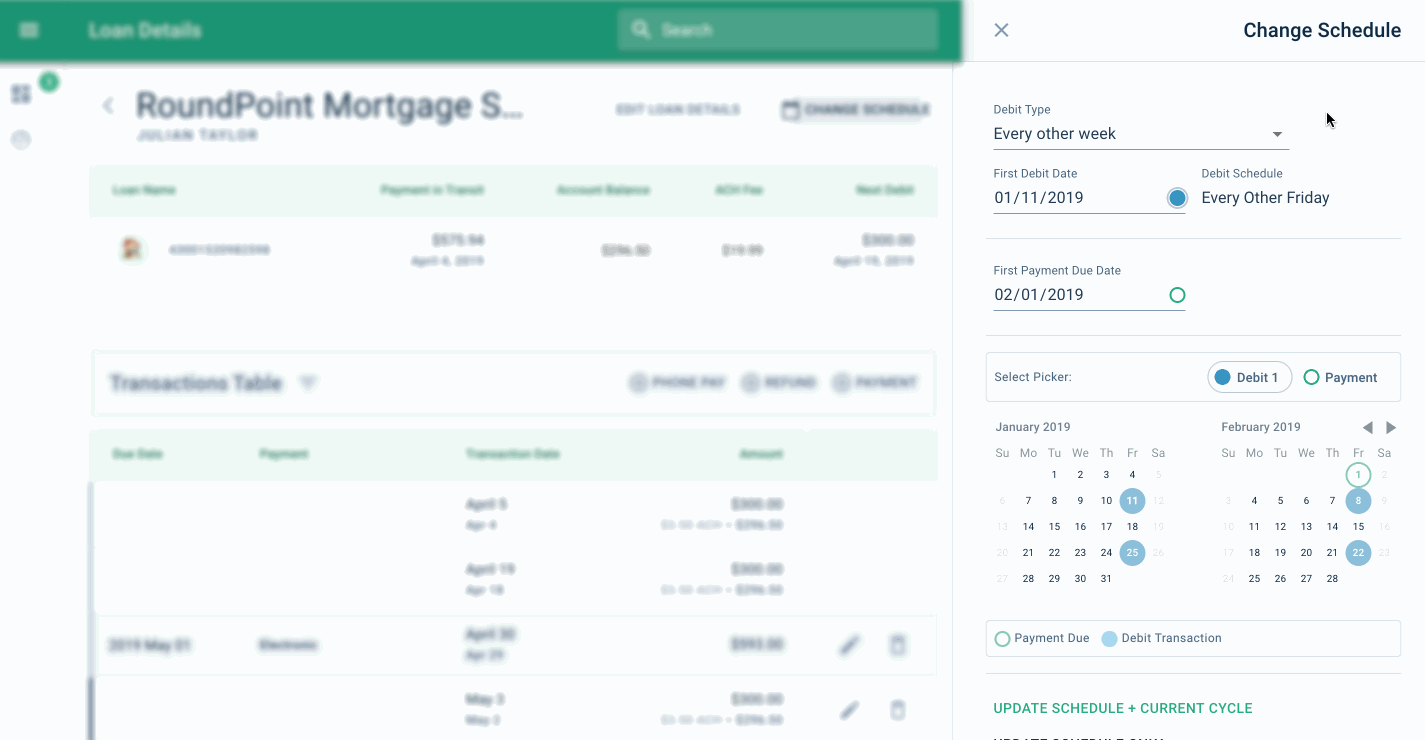 Loan Details
Search
Change Schedule
RoundPoint Mortgage S...
JULIAN TAYLOR
EDIT LOAN DETAILS
CHANGE SCHEDULE
Loan Name Payment in Transit Account Balance ACH Fee Next Debit
$575.94 $296.50 $19.99 $300.00
April 4, 2019 April 19, 2019
Transactions Table PHONE PAY REFUND PAYMENT
Due Date Payment Transaction Date Amount
April 5 $300.00
Apr 4 $296.50
April 19 $300.00
Apr 18 $296.50
2019 May 01 Electronic April 30 $593.00
Apr 29
May 3 $300.00
May 2 $296.50
Debit Type
Every other week
First Debit Date Debit Schedule
01/11/2019 Every Other Friday
First Payment Due Date
02/01/2019
Select Picker: Debit 1 Payment
January 2019
Su Mo Tu We Th Fr Sa
1 2 3 4 5
6 7 8 9 10 11 12
13 14 15 16 17 18 19
20 21 22 23 24 25 26
27 28 29 30 31
February 2019
Su Mo Tu We Th Fr Sa
1 2
3 4 5 6 7 8 9
10 11 12 13 14 15 16
17 18 19 20 21 22 23
24 25 26 27 28
Payment Due Debit Transaction
UPDATE SCHEDULE + CURRENT CYCLE
UPDATE SCHEDULE ONLY